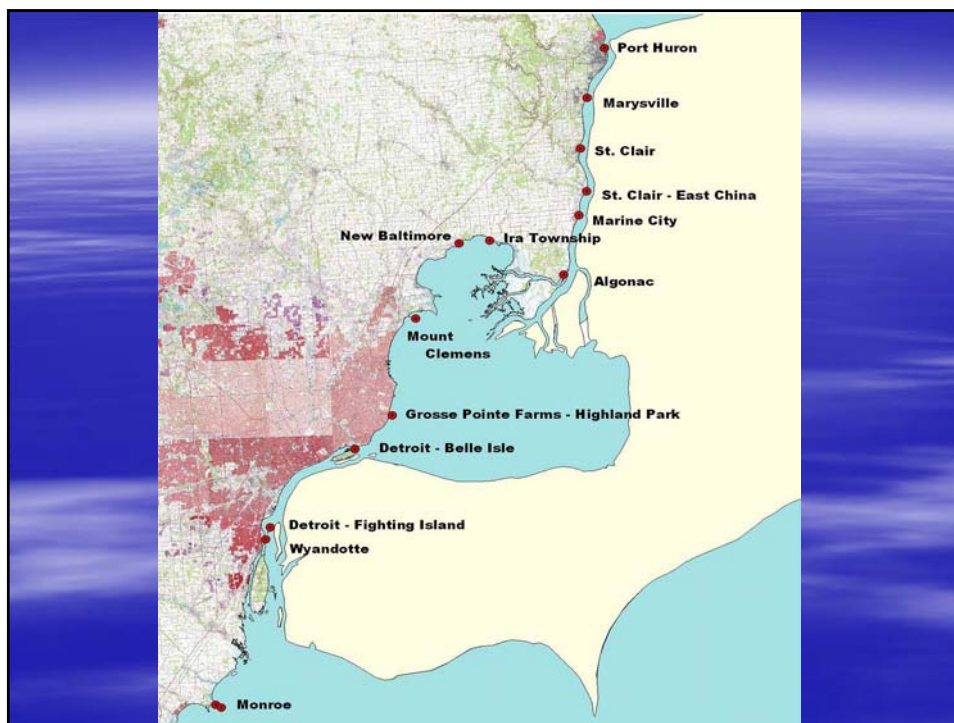 Port Huron
Marysville
St. Clair
St. Clair - East China
Marine City
New Baltimore
Ira Township
Algonac
Mount
Clemens
Grosse Pointe Farms - Highland Park
Detroit - Belle Isle
Detroit - Fighting Island
Wyandotte
Monroe